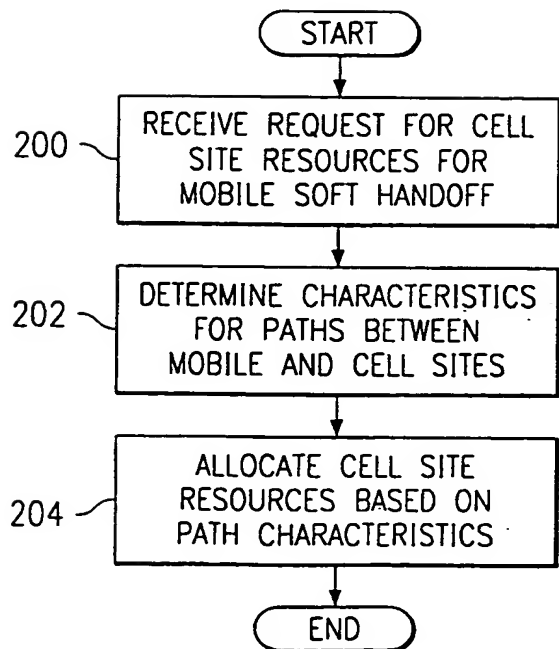 START
200
RECEIVE REQUEST FOR CELL
SITE RESOURCES FOR
MOBILE SOFT HANDOFF
202
DETERMINE CHARACTERISTICS
FOR PATHS BETWEEN
MOBILE AND CELL SITES
204
ALLOCATE CELL SITE
RESOURCES BASED ON
PATH CHARACTERISTICS
END